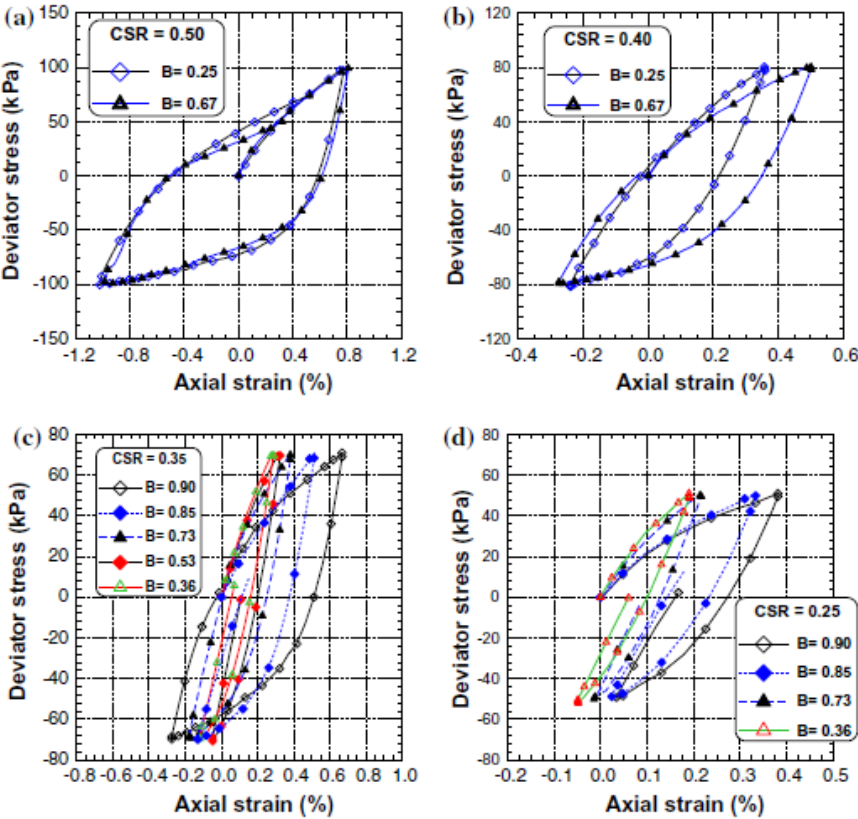 (a)
150
100
50
0
-50
-100
-150
Deviator stress (kPa)
CSR = 0.50
B= 0.25
B= 0.67
-1.2 -0.8 -0.4 0.0 0.4 0.8 1.2
Axial strain (%)
(b)
120
80
40
0
-40
-80
-120
Deviator stress (kPa)
CSR = 0.40
B= 0.25
B= 0.67
-0.4 -0.2 0.0 0.2 0.4 0.6
Axial strain (%)
(c)
80
60
40
20
0
-20
-40
-60
-80
Deviator stress (kPa)
CSR = 0.35
B= 0.90
B= 0.85
B= 0.73
B= 0.53
B= 0.36
-0.4 -0.2 0.0 0.2 0.4 0.6 0.8 1.0
Axial strain (%)
(d)
80
60
40
20
0
-20
-40
-60
-80
Deviator stress (kPa)
CSR = 0.25
B= 0.90
B= 0.85
B= 0.73
B= 0.36
-0.2 -0.1 0.0 0.1 0.2 0.3 0.4 0.5
Axial strain (%)